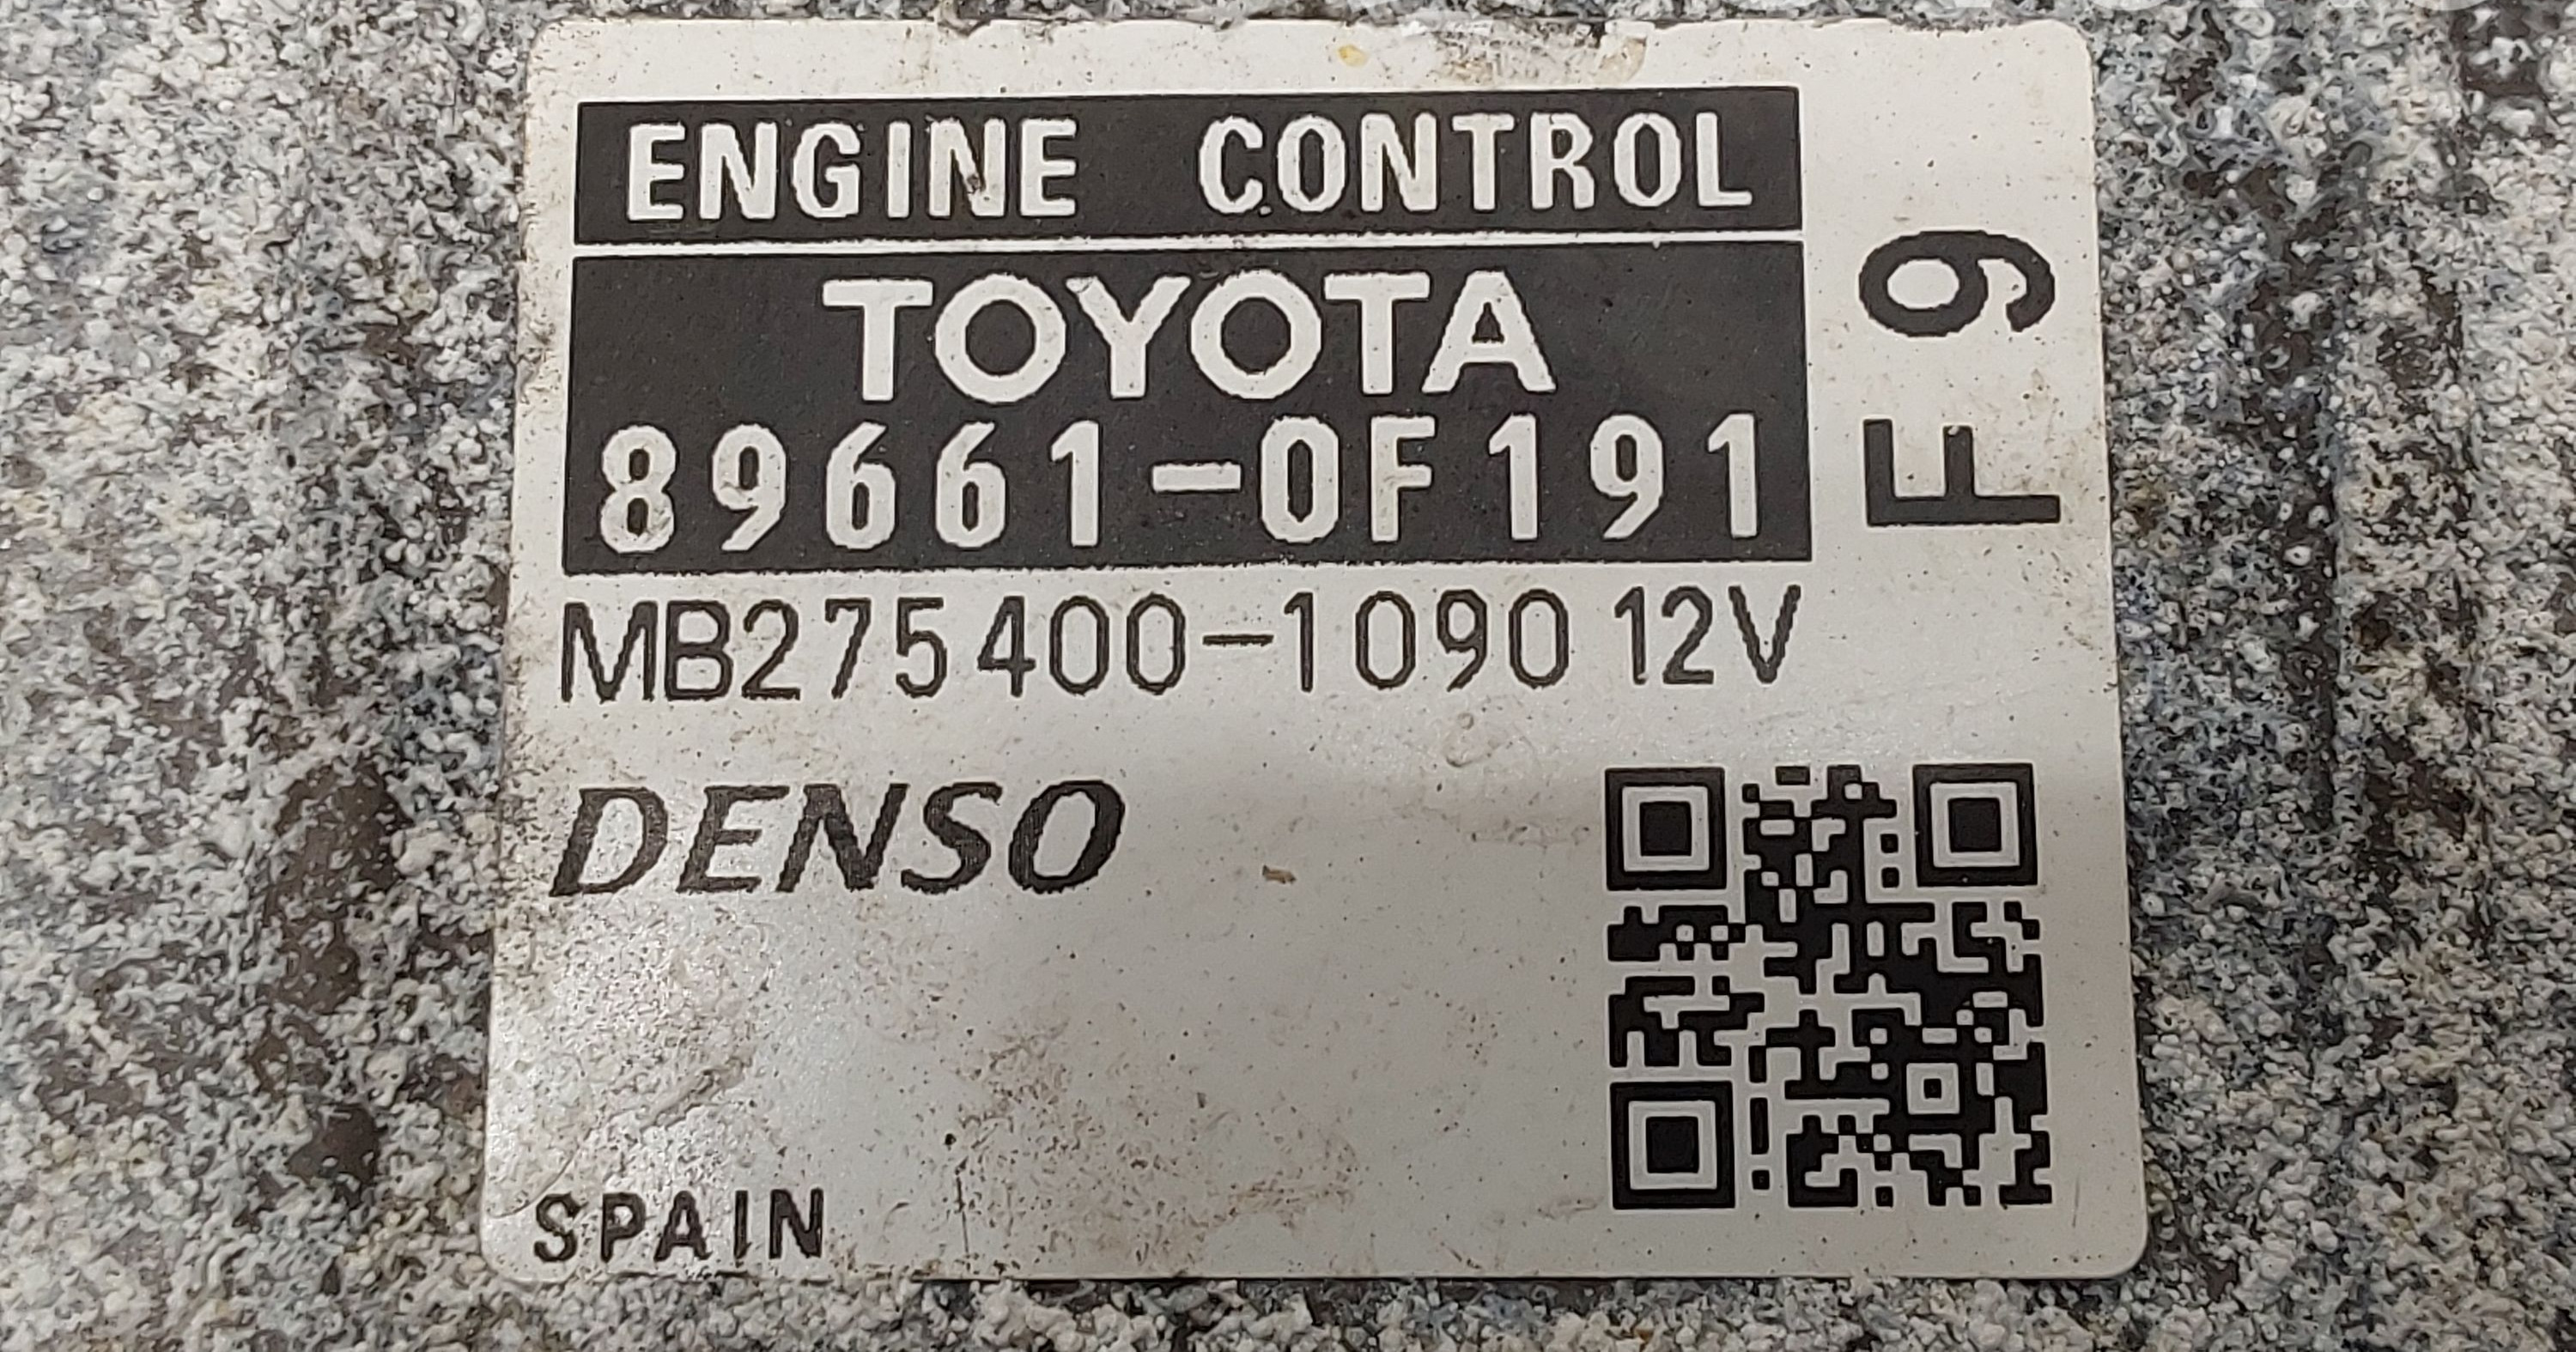 ENGINE CONTROL
TOYOTA
89661-0F191
MB275400-1090 12V
F9
DENSO
SPAIN